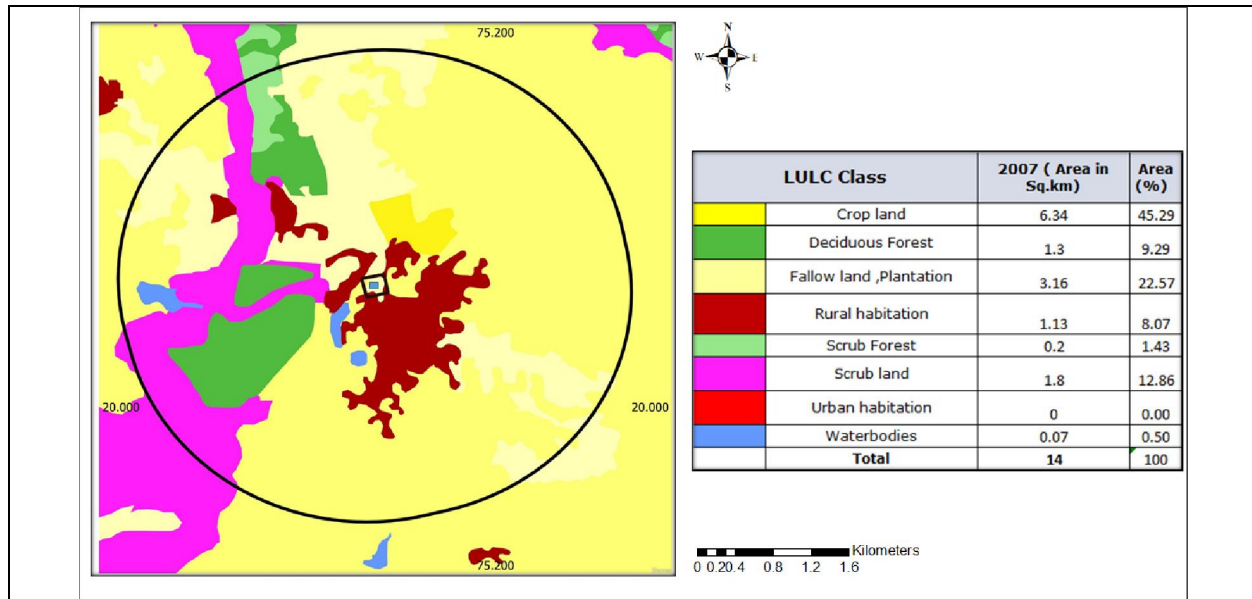 75.200
20.000
20.000
75.200
N
W E
S
LULC Class 2007 ( Area in Sq.km) Area (%)
Crop land 6.34 45.29
Deciduous Forest 1.3 9.29
Fallow land ,Plantation 3.16 22.57
Rural habitation 1.13 8.07
Scrub Forest 0.2 1.43
Scrub land 1.8 12.86
Urban habitation 0 0.00
Waterbodies 0.07 0.50
Total 14 100
Kilometers
0 0.20.4 0.8 1.2 1.6